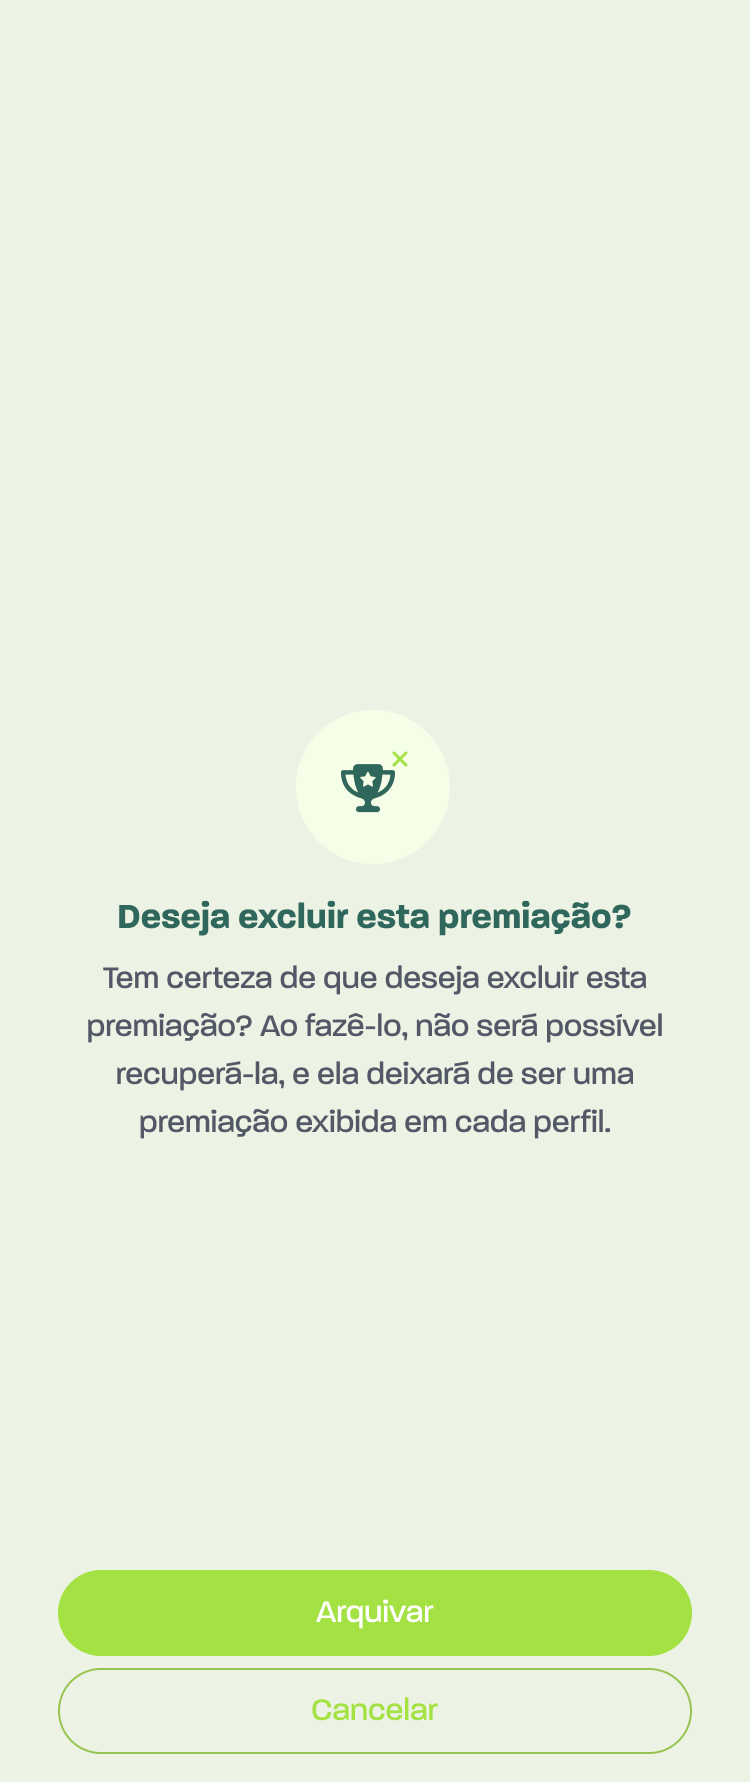 Deseja excluir esta premiação?
Tem certeza de que deseja excluir esta
premiação? Ao fazê-lo, não será possível
recuperá-la, e ela deixará de ser uma
premiação exibida em cada perfil.
Arquivar
Cancelar